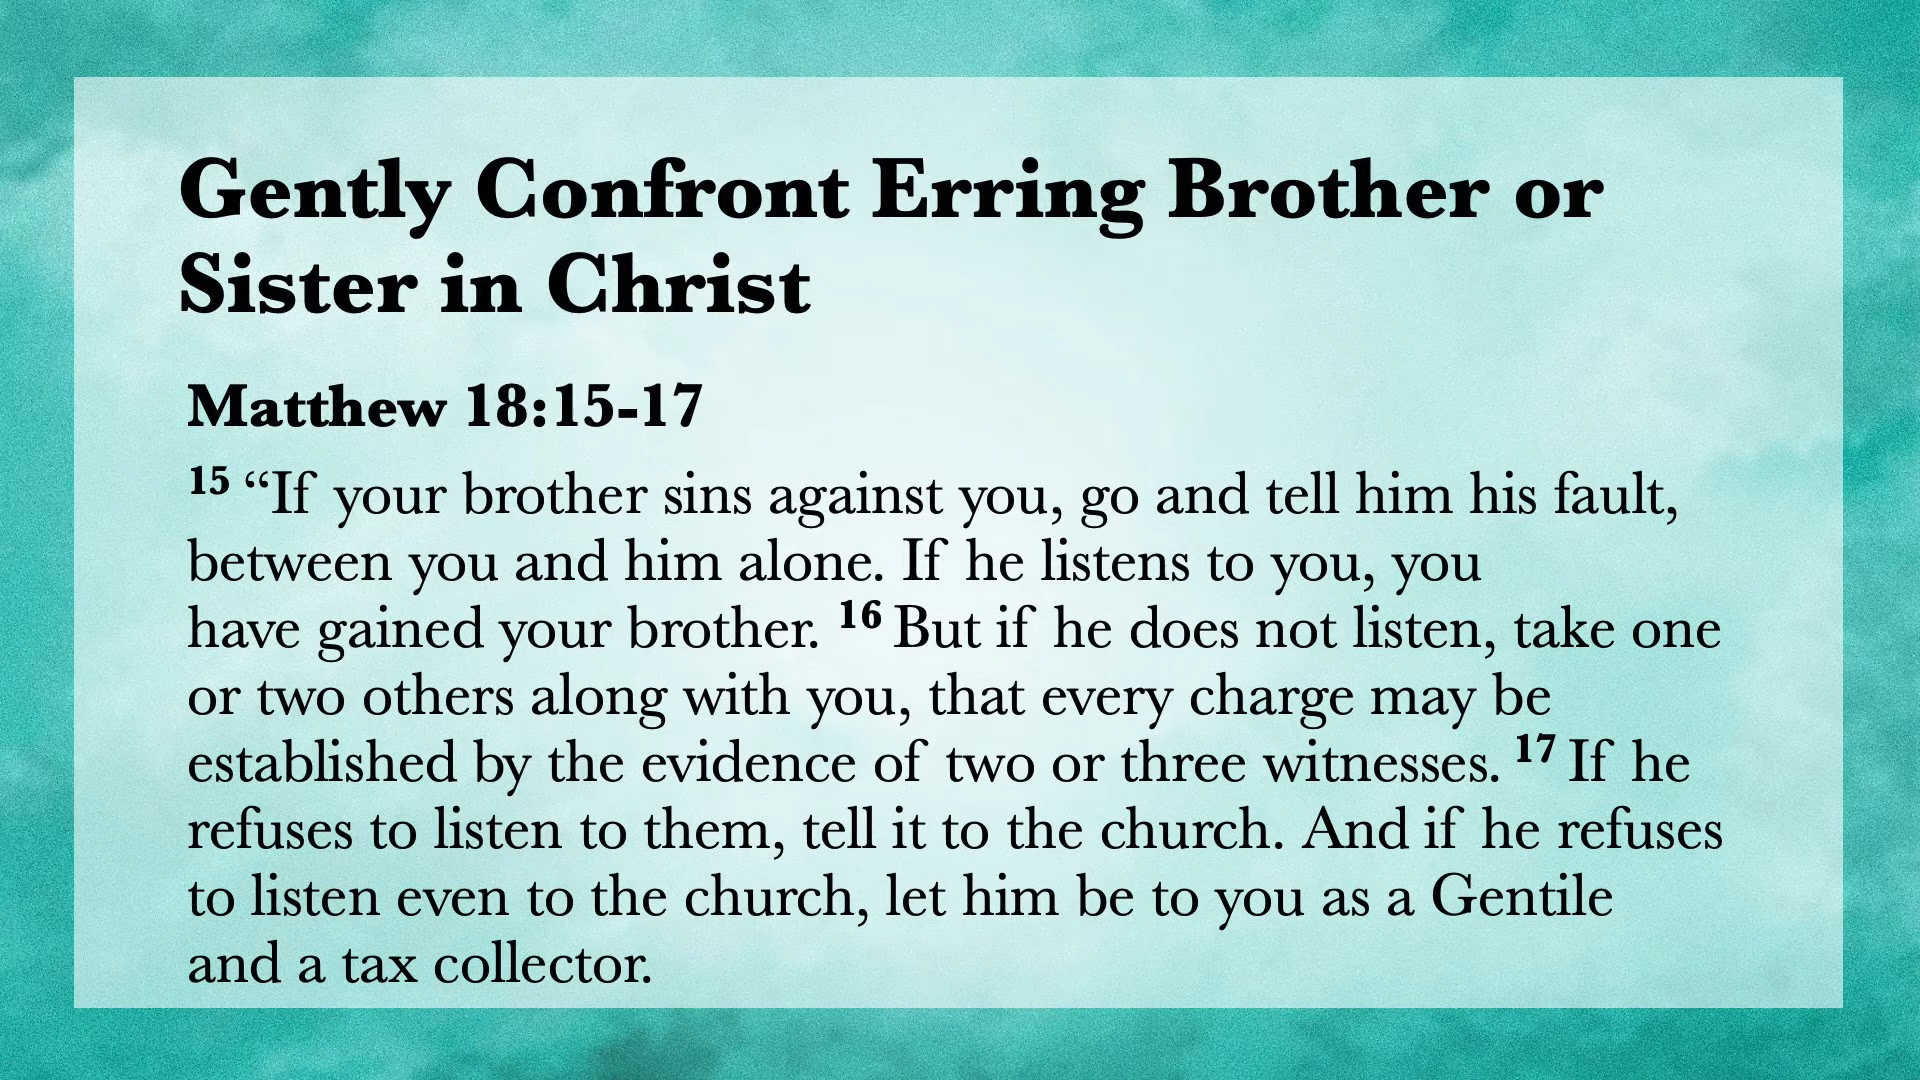 Gently Confront Erring Brother or
Sister in Christ
Matthew 18:15-17
15 “If your brother sins against you, go and tell him his fault,
between you and him alone. If he listens to you, you
have gained your brother. 16 But if he does not listen, take one
or two others along with you, that every charge may be
established by the evidence of two or three witnesses. 17 If he
refuses to listen to them, tell it to the church. And if he refuses
to listen even to the church, let him be to you as a Gentile
and a tax collector.